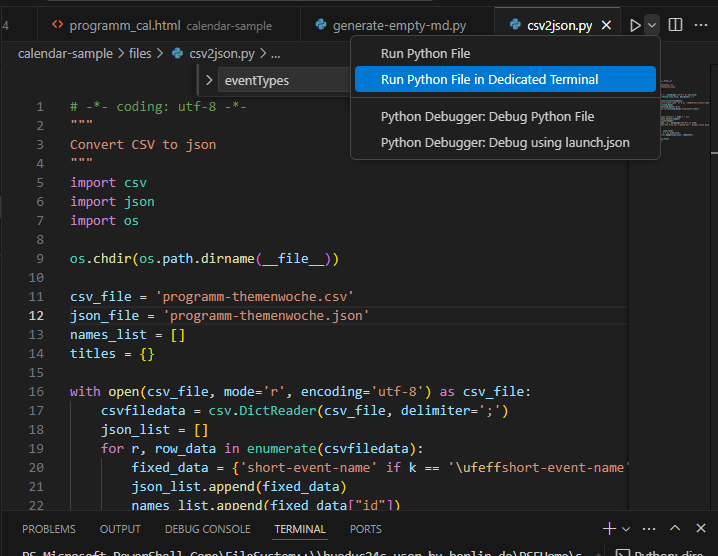 4
<> programm_cal.html calendar-sample
generate-empty-md.py
csv2json.py
calendar-sample > files > csv2json.py > ...
> eventTypes
Run Python File
Run Python File in Dedicated Terminal
Python Debugger: Debug Python File
Python Debugger: Debug using launch.json
1 # -*- coding: utf-8 -*-
2 """
3 Convert CSV to json
4 """
5 import csv
6 import json
7 import os
8
9 os.chdir(os.path.dirname(__file__))
10
11 csv_file = 'programm-themenwoche.csv'
12 json_file = 'programm-themenwoche.json'
13 names_list = []
14 titles = {}
15
16 with open(csv_file, mode='r', encoding='utf-8') as csv_file:
17 csvfiledata = csv.DictReader(csv_file, delimiter=';')
18 json_list = []
19 for r, row_data in enumerate(csvfiledata):
20 fixed_data = {'short-event-name' if k == '\ufeffshort-event-name'
21 json_list.append(fixed_data)
22 names_list.append(fixed_data["id"])
PROBLEMS OUTPUT DEBUG CONSOLE TERMINAL PORTS